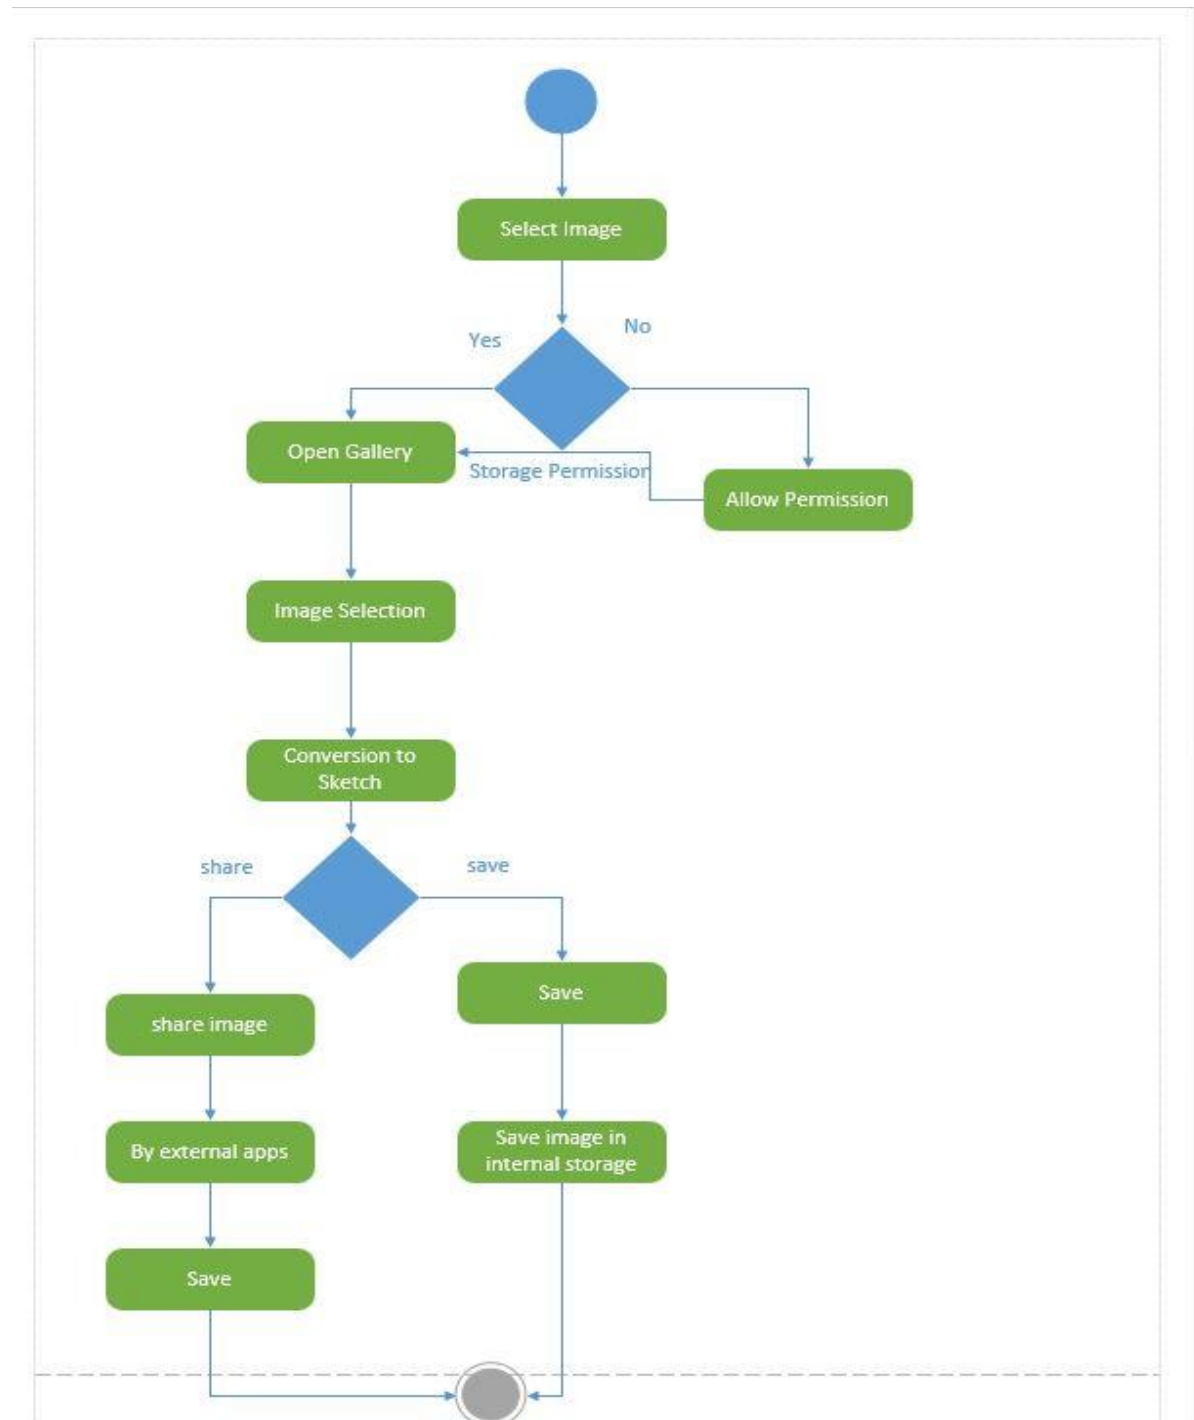 Select Image
Yes
No
Open Gallery
Storage Permission
Allow Permission
Image Selection
Conversion to
Sketch
share
save
Save
share image
By external apps
Save image in
internal storage
Save